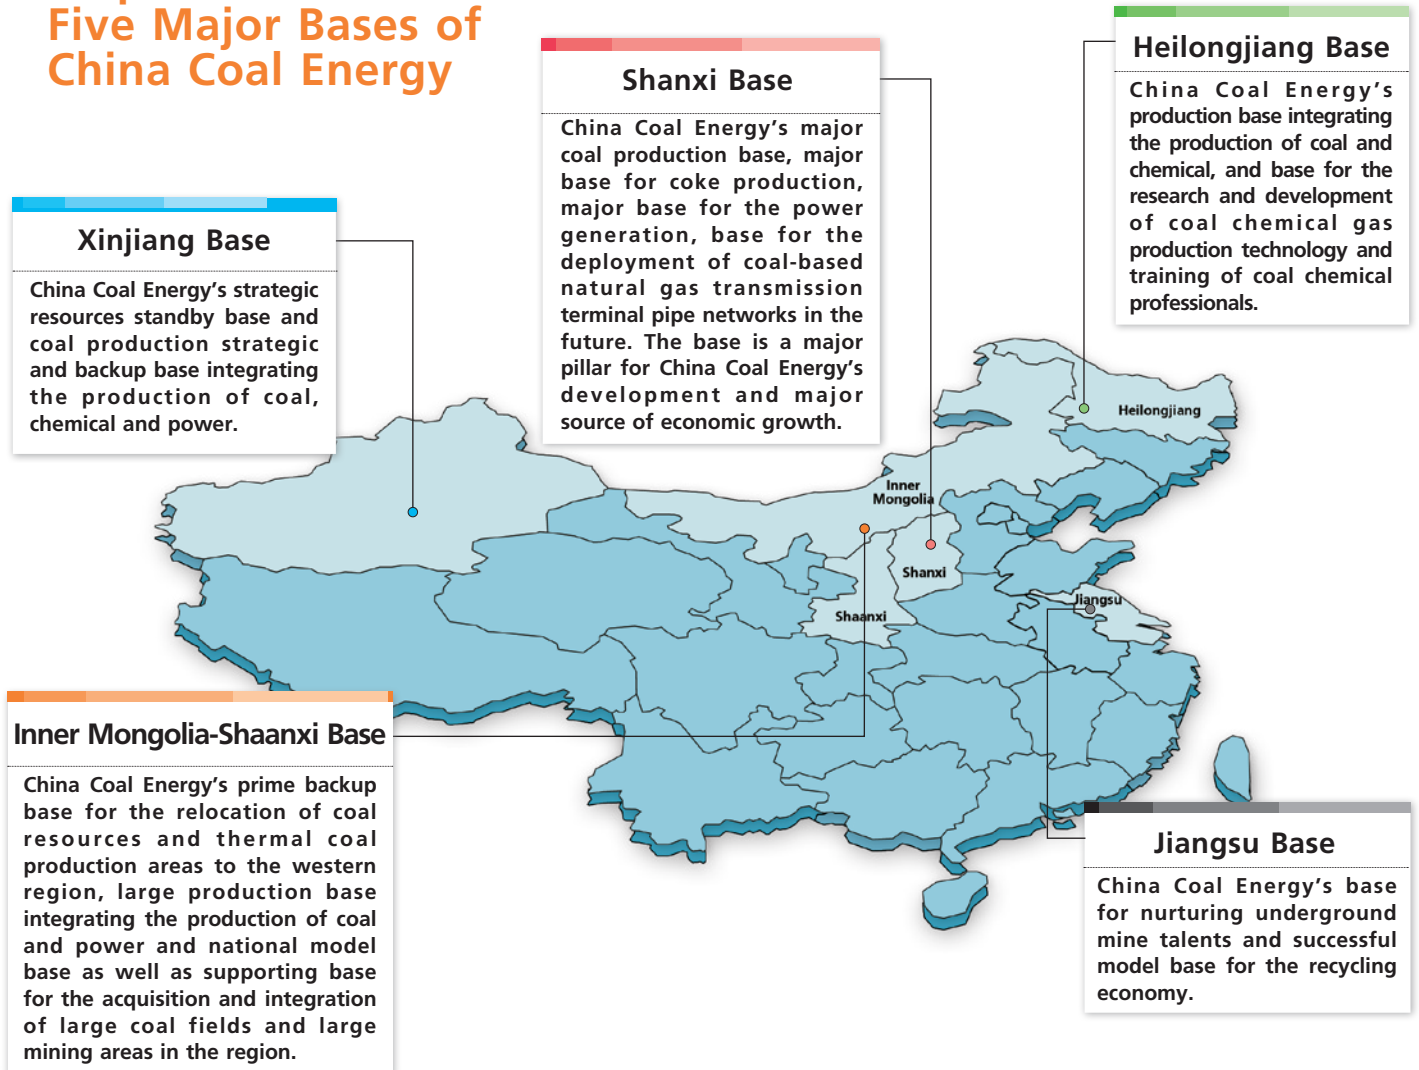 Five Major Bases of
China Coal Energy
Xinjiang Base
China Coal Energy's strategic
resources standby base and
coal production strategic
and backup base integrating
the production of coal,
chemical and power.
Shanxi Base
China Coal Energy's major
coal production base, major
base for coke production,
major base for the power
generation, base for the
deployment of coal-based
natural gas transmission
terminal pipe networks in the
future. The base is a major
pillar for China Coal Energy's
development and major
source of economic growth.
Heilongjiang Base
China Coal Energy's
production base integrating
the production of coal and
chemical, and base for the
research and development
of coal chemical gas
production technology and
training of coal chemical
professionals.
Heilongjiang
Inner
Mongolia
Shanxi
Shaanxi
Jiangsu
Inner Mongolia-Shaanxi Base
China Coal Energy's prime backup
base for the relocation of coal
resources and thermal coal
production areas to the western
region, large production base
integrating the production of coal
and power and national model
base as well as supporting base
for the acquisition and integration
of large coal fields and large
mining areas in the region.
Jiangsu Base
China Coal Energy's base
for nurturing underground
mine talents and successful
model base for the recycling
economy.